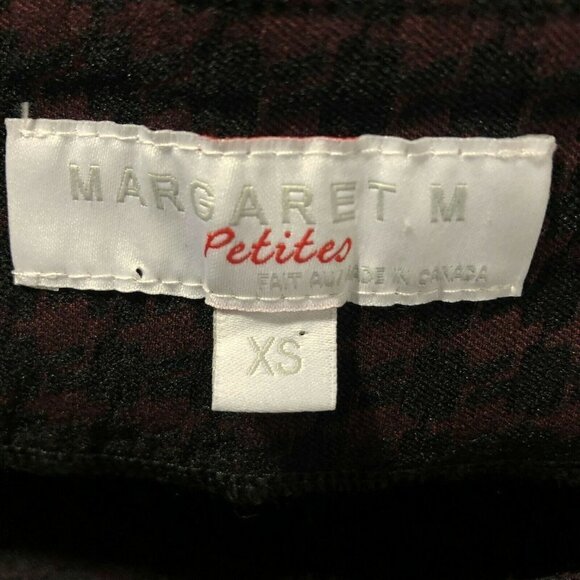 MARGARET M
Petites
FAIT AU/MADE IN CANADA
XS